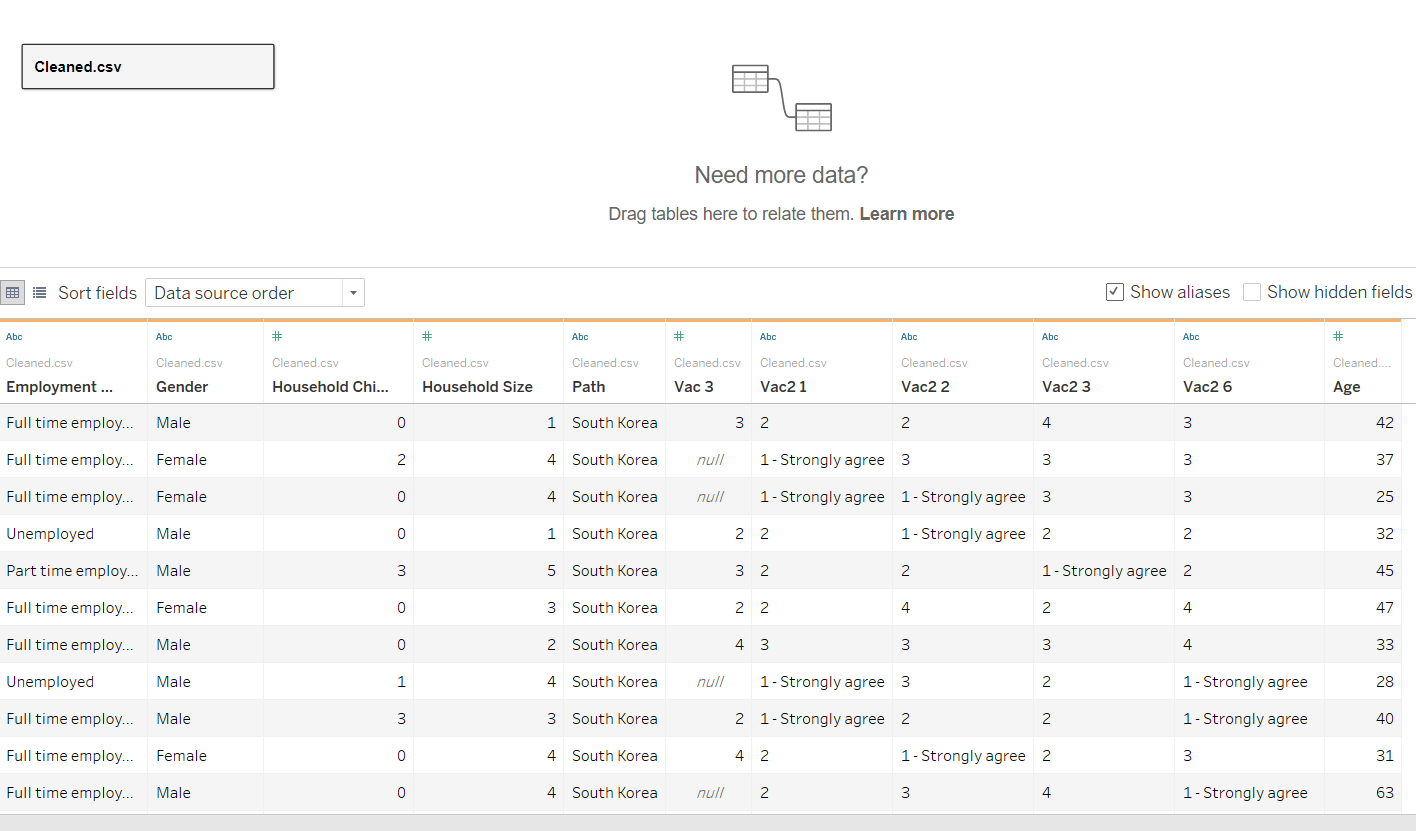 Cleaned.csv
Need more data?
Drag tables here to relate them. Learn more
Sort fields Data source order Show aliases Show hidden fields
Abc Abc # # Abc # Abc Abc Abc Abc #
Cleaned.csv Cleaned.csv Cleaned.csv Cleaned.csv Cleaned.csv Cleaned.csv Cleaned.csv Cleaned.csv Cleaned.csv Cleaned.csv Cleaned....
Employment ... Gender Household Chi... Household Size Path Vac 3 Vac2 1 Vac2 2 Vac2 3 Vac2 6 Age
Full time employ... Male 0 1 South Korea 3 2 2 4 3 42
Full time employ... Female 2 4 South Korea null 1 - Strongly agree 3 3 3 37
Full time employ... Female 0 4 South Korea null 1 - Strongly agree 1 - Strongly agree 3 3 25
Unemployed Male 0 1 South Korea 2 2 1 - Strongly agree 2 2 32
Part time employ... Male 3 5 South Korea 3 2 2 1 - Strongly agree 2 45
Full time employ... Female 0 3 South Korea 2 2 4 2 4 47
Full time employ... Male 0 2 South Korea 4 3 3 3 4 33
Unemployed Male 1 4 South Korea null 1 - Strongly agree 3 2 1 - Strongly agree 28
Full time employ... Male 3 3 South Korea 2 1 - Strongly agree 2 2 1 - Strongly agree 40
Full time employ... Female 0 4 South Korea 4 2 1 - Strongly agree 2 3 31
Full time employ... Male 0 4 South Korea null 2 3 4 1 - Strongly agree 63